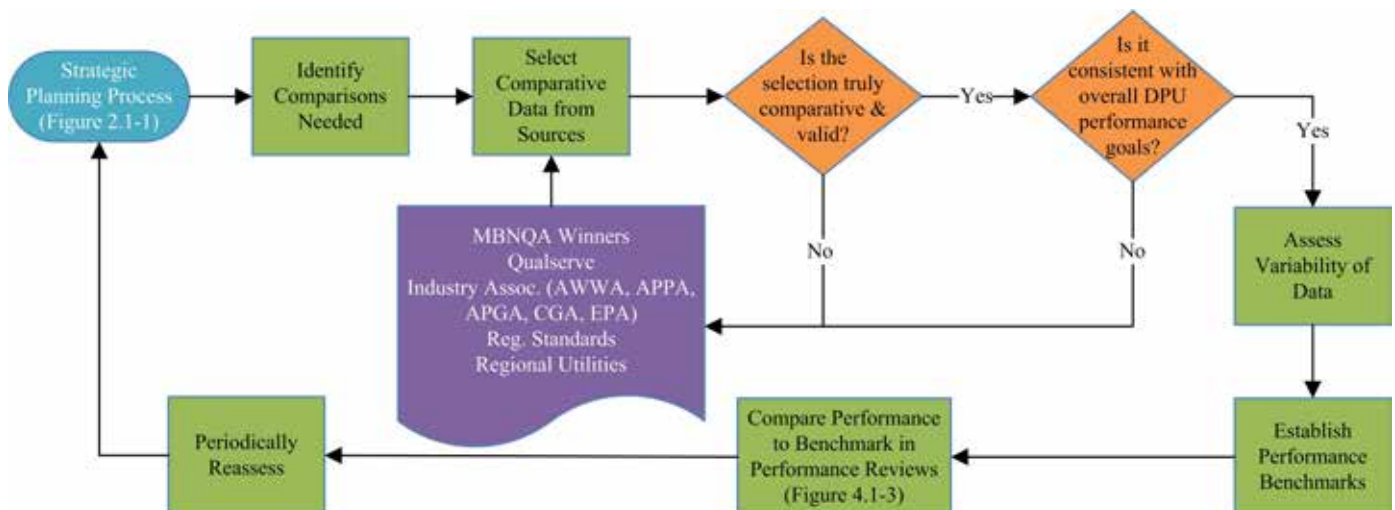 Strategic
Planning Process
(Figure 2.1-1)
Identify
Comparisons
Needed
Select
Comparative
Data from
Sources
Is the
selection truly
comparative &
valid?
Yes
Is it
consistent with
overall DPU
performance
goals?
Yes
No
No
MBNQA Winners
Qualserve
Industry Assoc. (AWWA, APPA,
APGA, CGA, EPA)
Reg. Standards
Regional Utilities
Assess
Variability of
Data
Establish
Performance
Benchmarks
Compare Performance
to Benchmark in
Performance Reviews
(Figure 4.1-3)
Periodically
Reassess